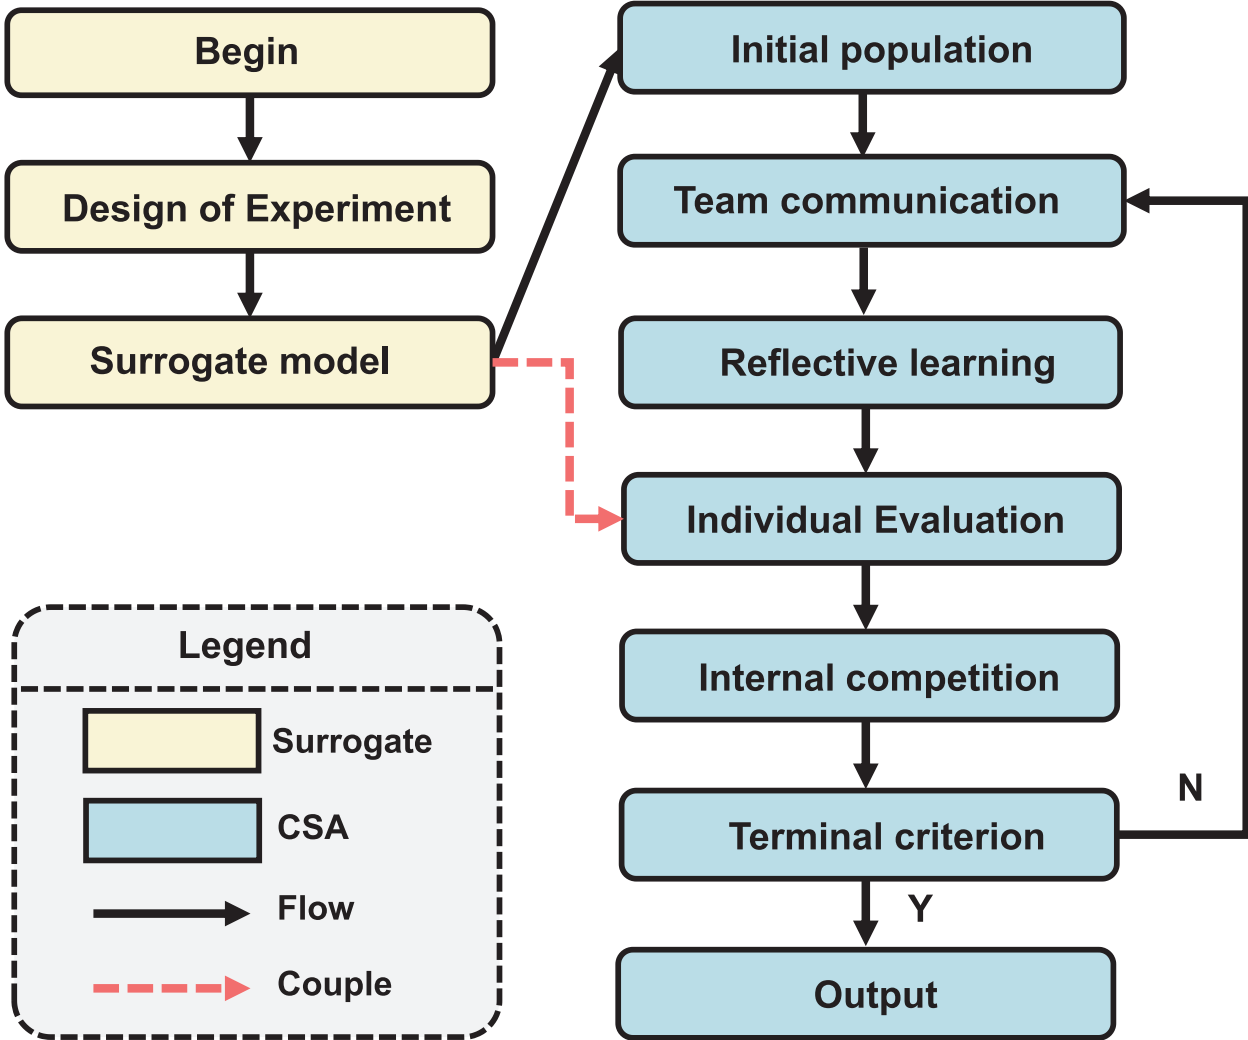 Begin
Design of Experiment
Surrogate model
Initial population
Team communication
Reflective learning
Individual Evaluation
Internal competition
Terminal criterion
N
Y
Output
Legend
Surrogate
CSA
Flow
Couple